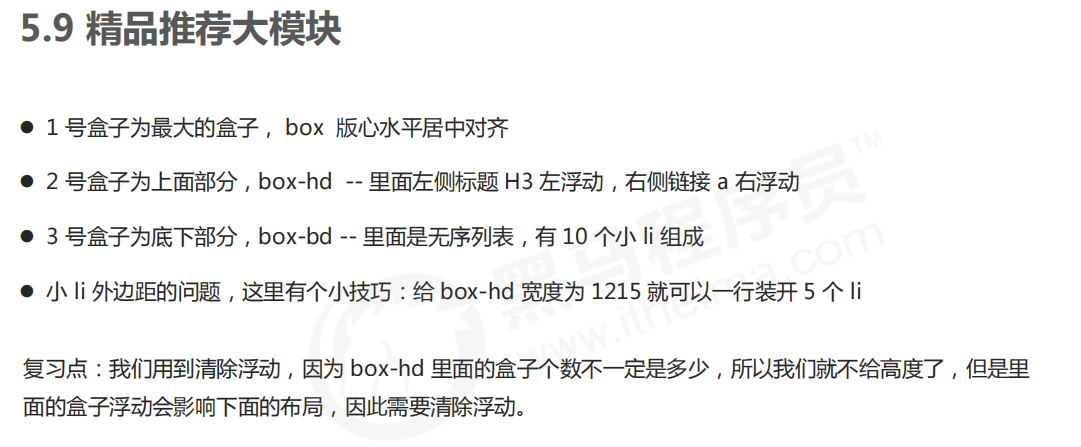 5.9 精品推荐大模块
● 1 号盒子为最大的盒子，box 版心水平居中对齐
● 2 号盒子为上面部分，box-hd -- 里面左侧标题 H3 左浮动，右侧链接 a 右浮动
● 3 号盒子为底下部分，box-bd -- 里面是无序列表，有 10 个小 li 组成
● 小 li 外边距的问题，这里有个小技巧：给 box-hd 宽度为 1215 就可以一行装开 5 个 li
复习点：我们用到清除浮动，因为 box-hd 里面的盒子个数不一定是多少，所以我们就不给高度了，但是里
面的盒子浮动会影响下面的布局，因此需要清除浮动。
黑马程序员™
www.itheima.com